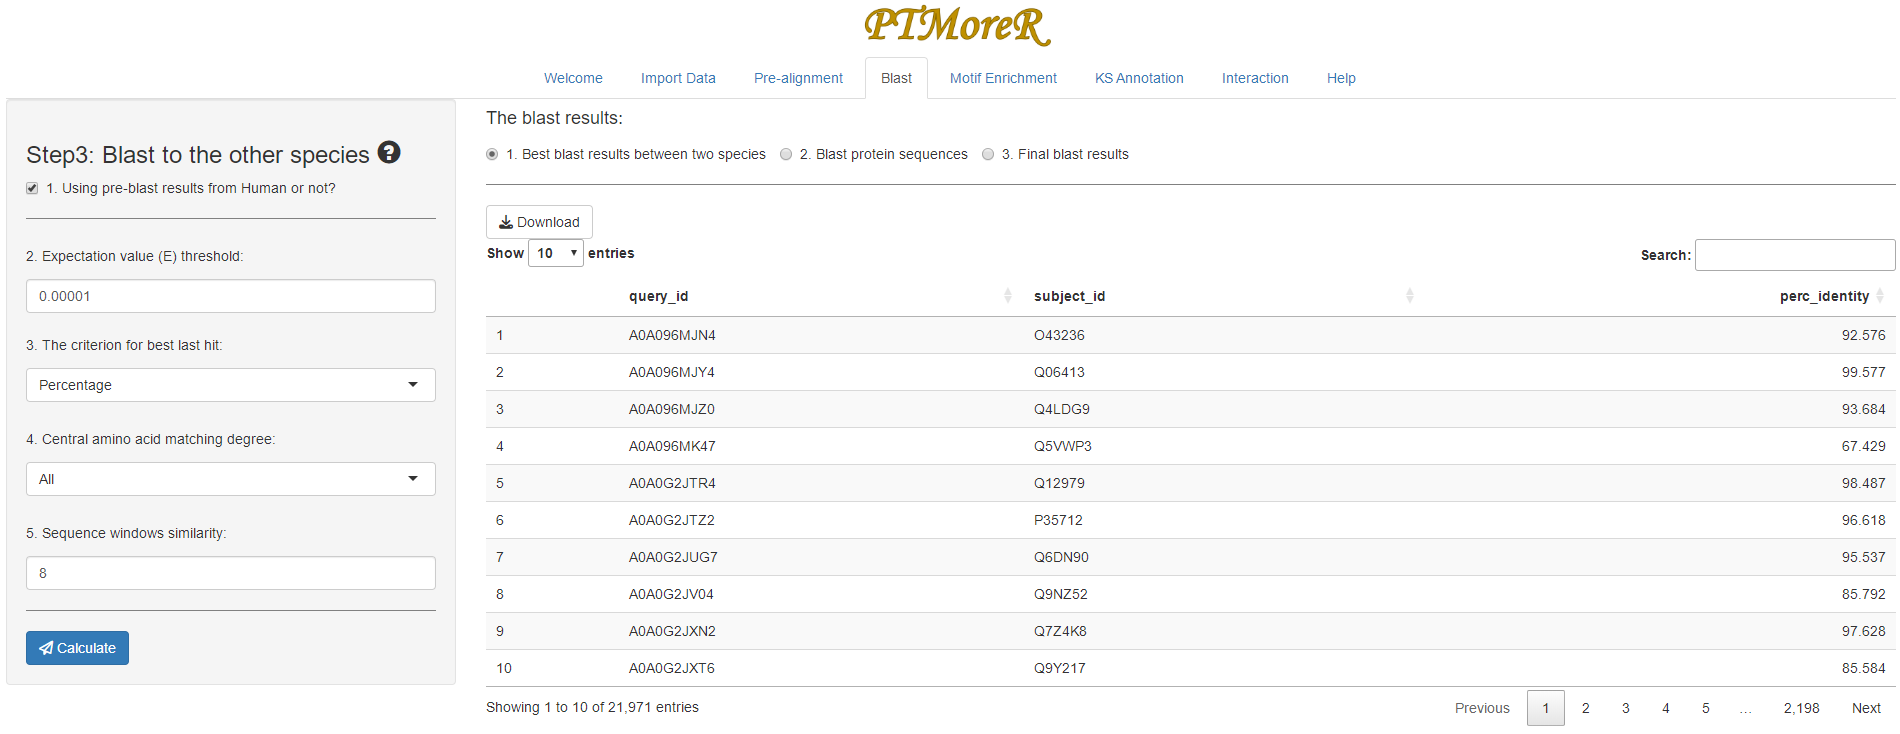 PTMoreR
Welcome Import Data Pre-alignment Blast Motif Enrichment KS Annotation Interaction Help
Step3: Blast to the other species ?
1. Using pre-blast results from Human or not?
2. Expectation value (E) threshold:
0.00001
3. The criterion for best last hit:
Percentage
4. Central amino acid matching degree:
All
5. Sequence windows similarity:
8
Calculate
The blast results:
1. Best blast results between two species 2. Blast protein sequences 3. Final blast results
Download
Show 10 entries Search:
query_id subject_id perc_identity
1 A0A096MJN4 O43236 92.576
2 A0A096MJY4 Q06413 99.577
3 A0A096MJZ0 Q4LDG9 93.684
4 A0A096MK47 Q5VWP3 67.429
5 A0A0G2JTR4 Q12979 98.487
6 A0A0G2JTZ2 P35712 96.618
7 A0A0G2JUG7 Q6DN90 95.537
8 A0A0G2JV04 Q9NZ52 85.792
9 A0A0G2JXN2 Q7Z4K8 97.628
10 A0A0G2JXT6 Q9Y217 85.584
Showing 1 to 10 of 21,971 entries Previous 1 2 3 4 5 … 2,198 Next